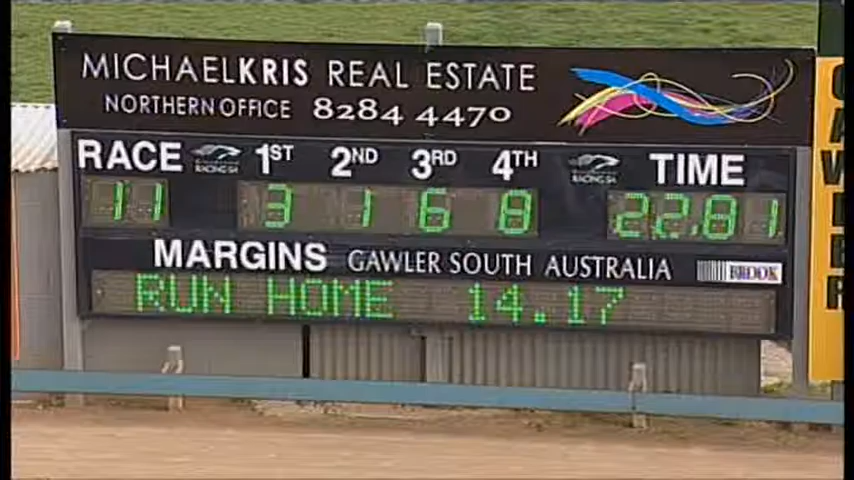 MICHAELKRIS REAL ESTATE
NORTHERN OFFICE 8284 4470
RACE 1ST 2ND 3RD 4TH TIME
11 3 1 6 8 22.81
MARGINS GAWLER SOUTH AUSTRALIA BROOK
RUN HOME 14.17
GAWLER